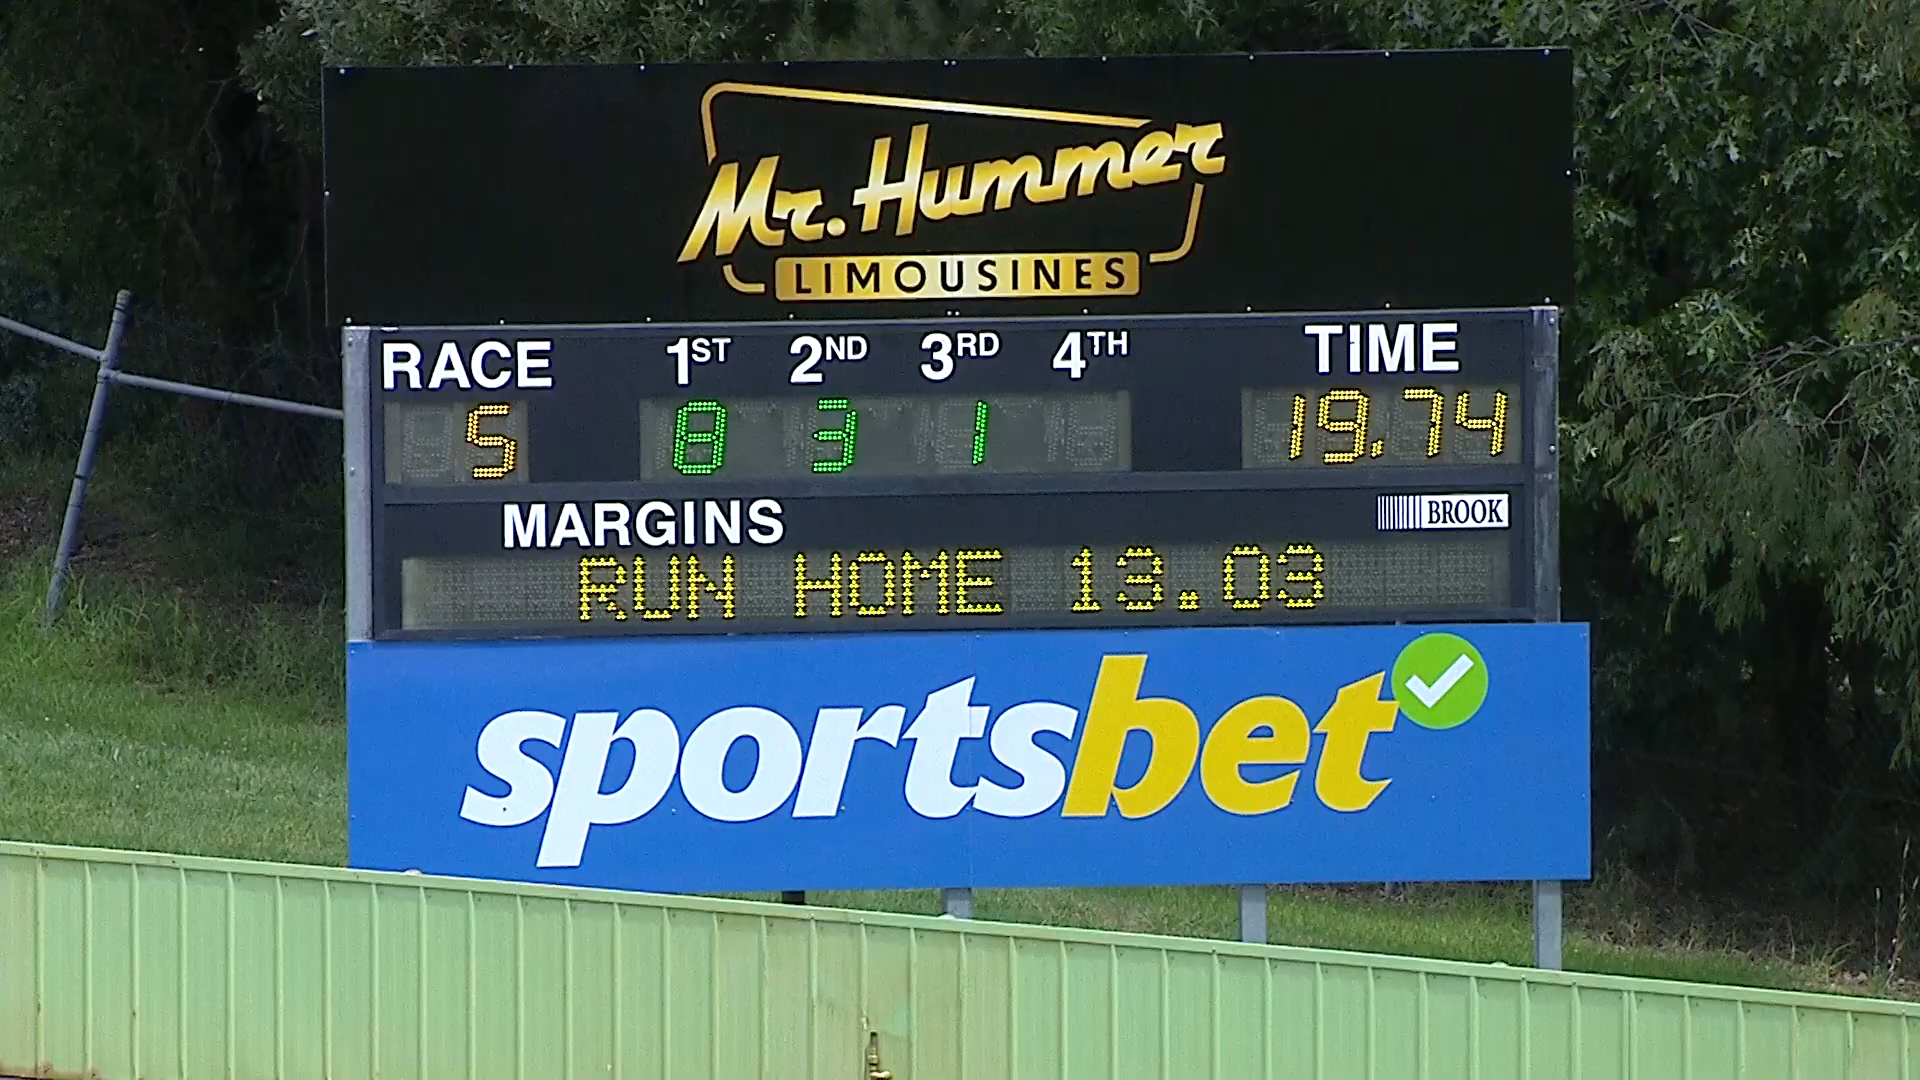 Mr. Hummer
LIMOUSINES
RACE 1ST 2ND 3RD 4TH TIME
5 8 3 1 19.74
MARGINS BROOK
RUN HOME 13.03
sportsbet